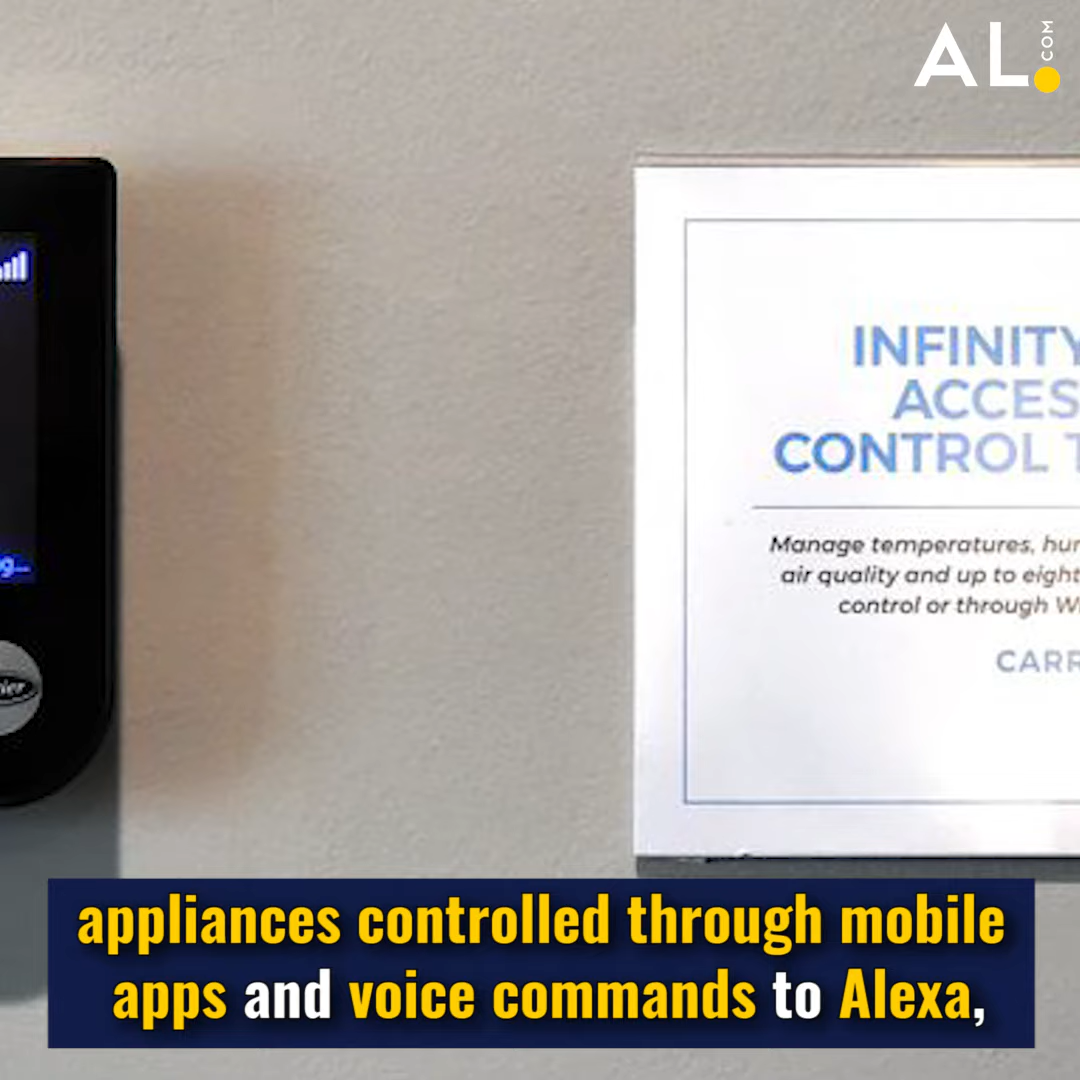 AL.COM
INFINITY
ACCES
CONTROL T
Manage temperatures, hu
air quality and up to eight
control or through W
CARR
appliances controlled through mobile
apps and voice commands to Alexa,